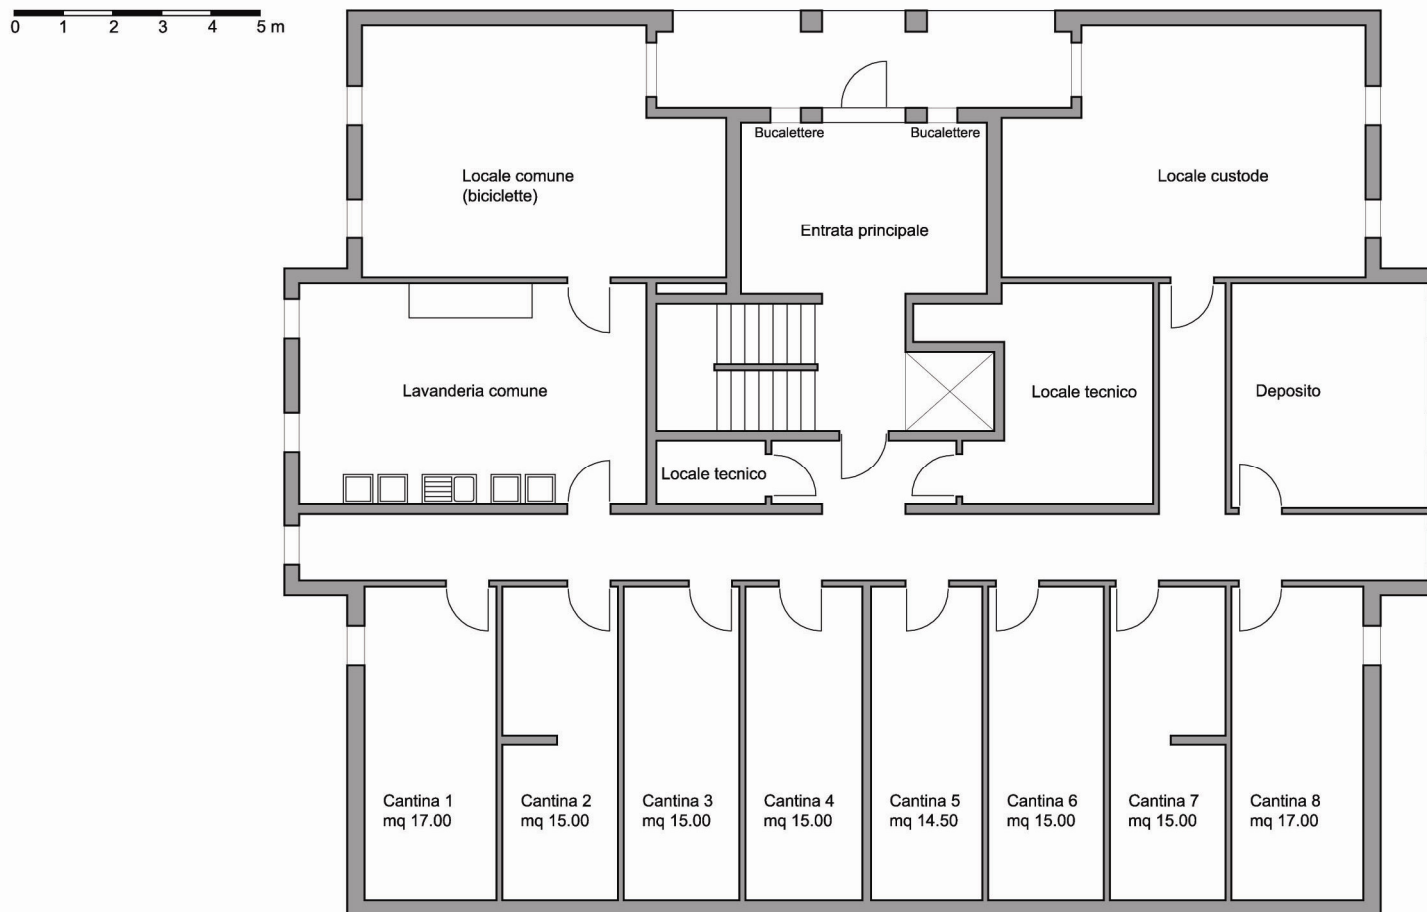 0 1 2 3 4 5 m
Bucalettere
Bucalettere
Locale comune
(biciclette)
Locale custode
Entrata principale
Lavanderia comune
Locale tecnico
Deposito
Locale tecnico
Cantina 1
mq 17.00
Cantina 2
mq 15.00
Cantina 3
mq 15.00
Cantina 4
mq 15.00
Cantina 5
mq 14.50
Cantina 6
mq 15.00
Cantina 7
mq 15.00
Cantina 8
mq 17.00